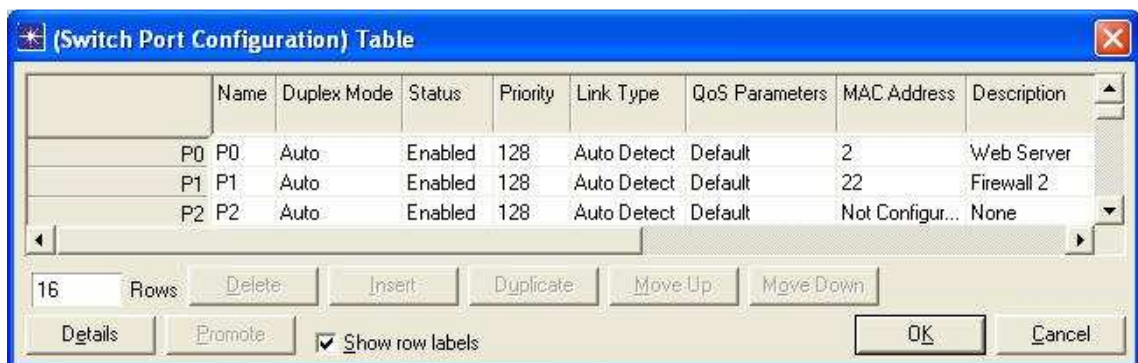 (Switch Port Configuration) Table
Name Duplex Mode Status Priority Link Type QoS Parameters MAC Address Description
P0 P0 Auto Enabled 128 Auto Detect Default 2 Web Server
P1 P1 Auto Enabled 128 Auto Detect Default 22 Firewall 2
P2 P2 Auto Enabled 128 Auto Detect Default Not Configur... None
16 Rows Delete Insert Duplicate Move Up Move Down
Details Promote Show row labels OK Cancel